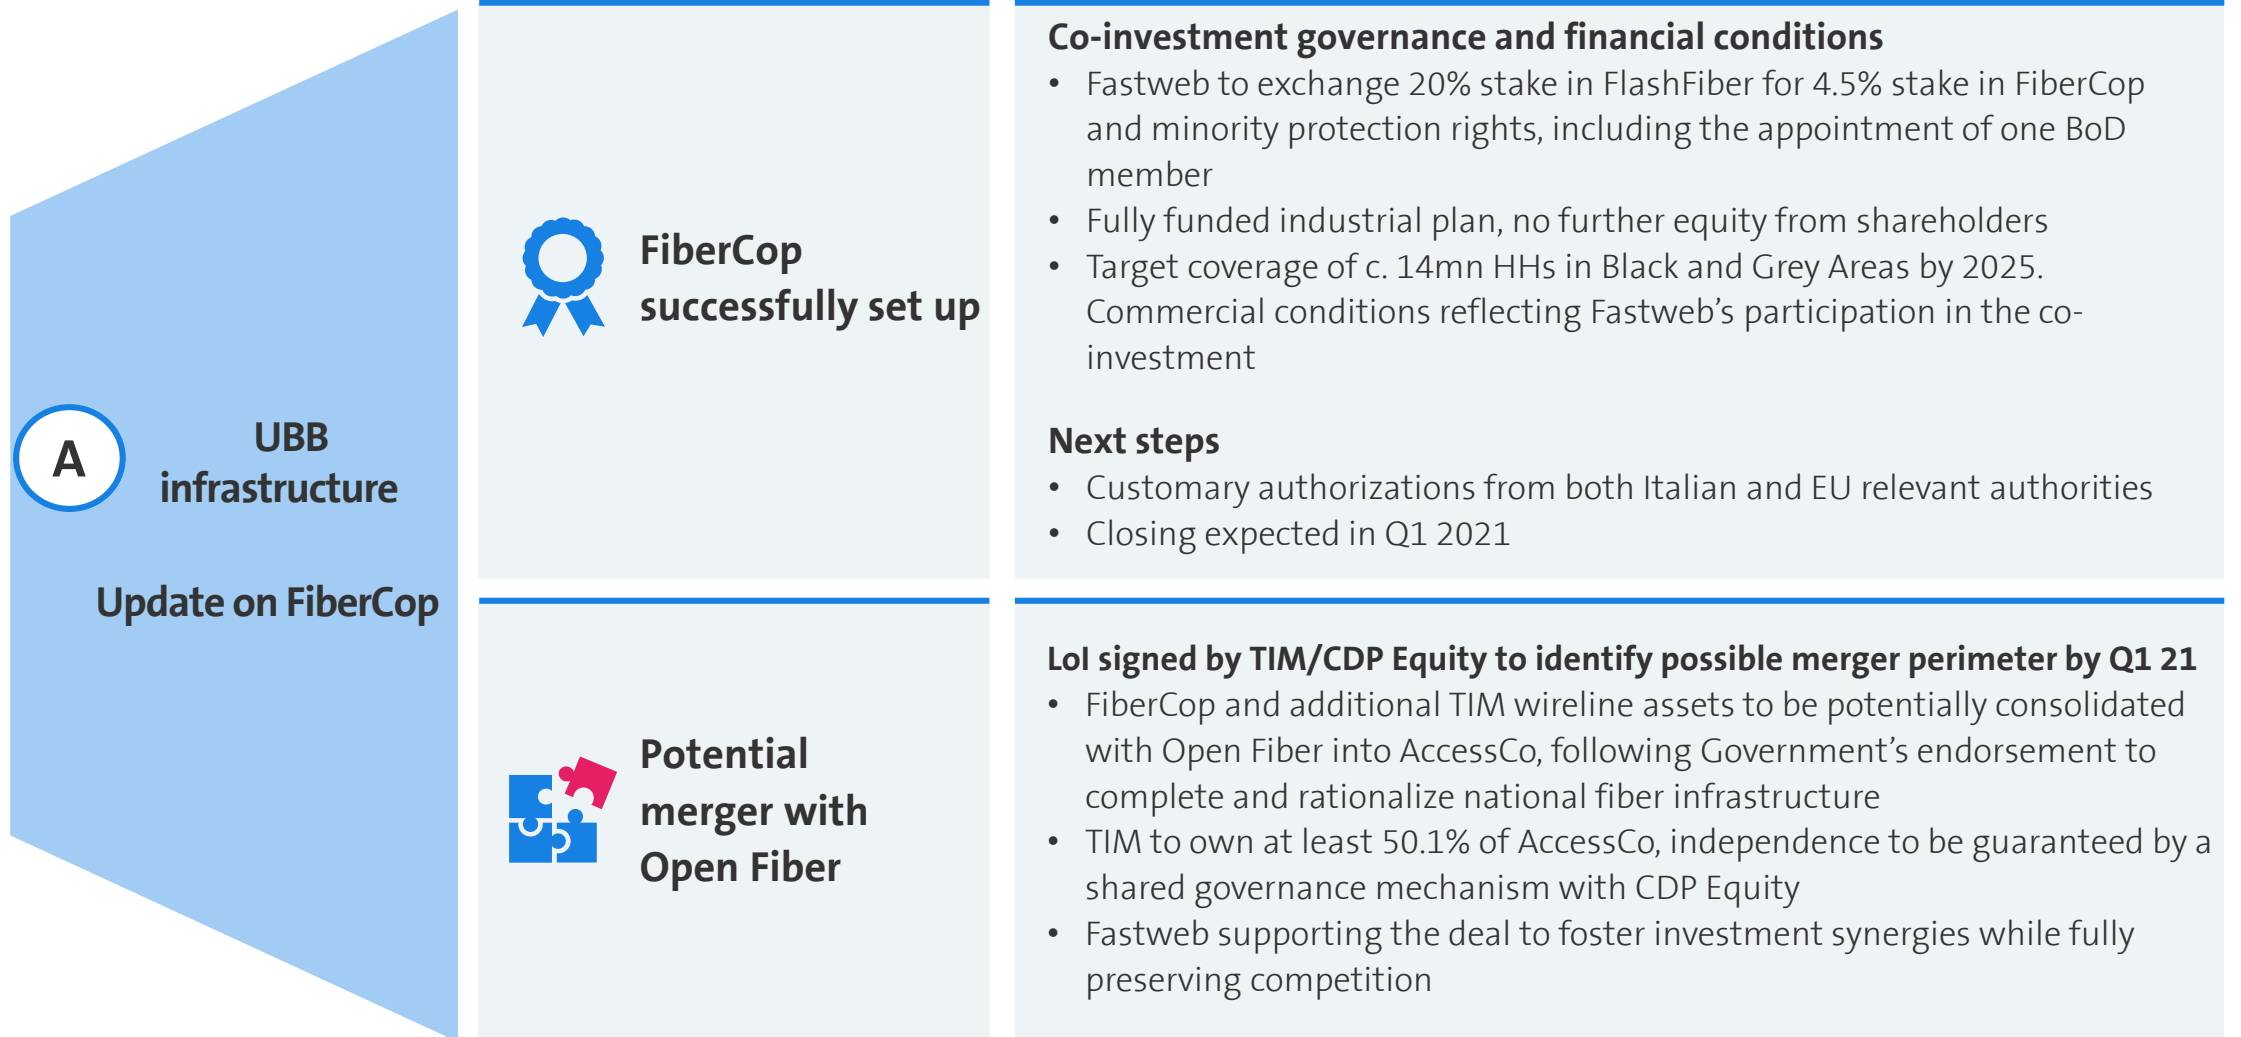 A
UBB
infrastructure
Update on FiberCop
FiberCop
successfully set up
Co-investment governance and financial conditions
• Fastweb to exchange 20% stake in FlashFiber for 4.5% stake in FiberCop
and minority protection rights, including the appointment of one BoD
member
• Fully funded industrial plan, no further equity from shareholders
• Target coverage of c. 14mn HHs in Black and Grey Areas by 2025.
Commercial conditions reflecting Fastweb’s participation in the co-
investment
Next steps
• Customary authorizations from both Italian and EU relevant authorities
• Closing expected in Q1 2021
Potential
merger with
Open Fiber
LoI signed by TIM/CDP Equity to identify possible merger perimeter by Q1 21
• FiberCop and additional TIM wireline assets to be potentially consolidated
with Open Fiber into AccessCo, following Government’s endorsement to
complete and rationalize national fiber infrastructure
• TIM to own at least 50.1% of AccessCo, independence to be guaranteed by a
shared governance mechanism with CDP Equity
• Fastweb supporting the deal to foster investment synergies while fully
preserving competition